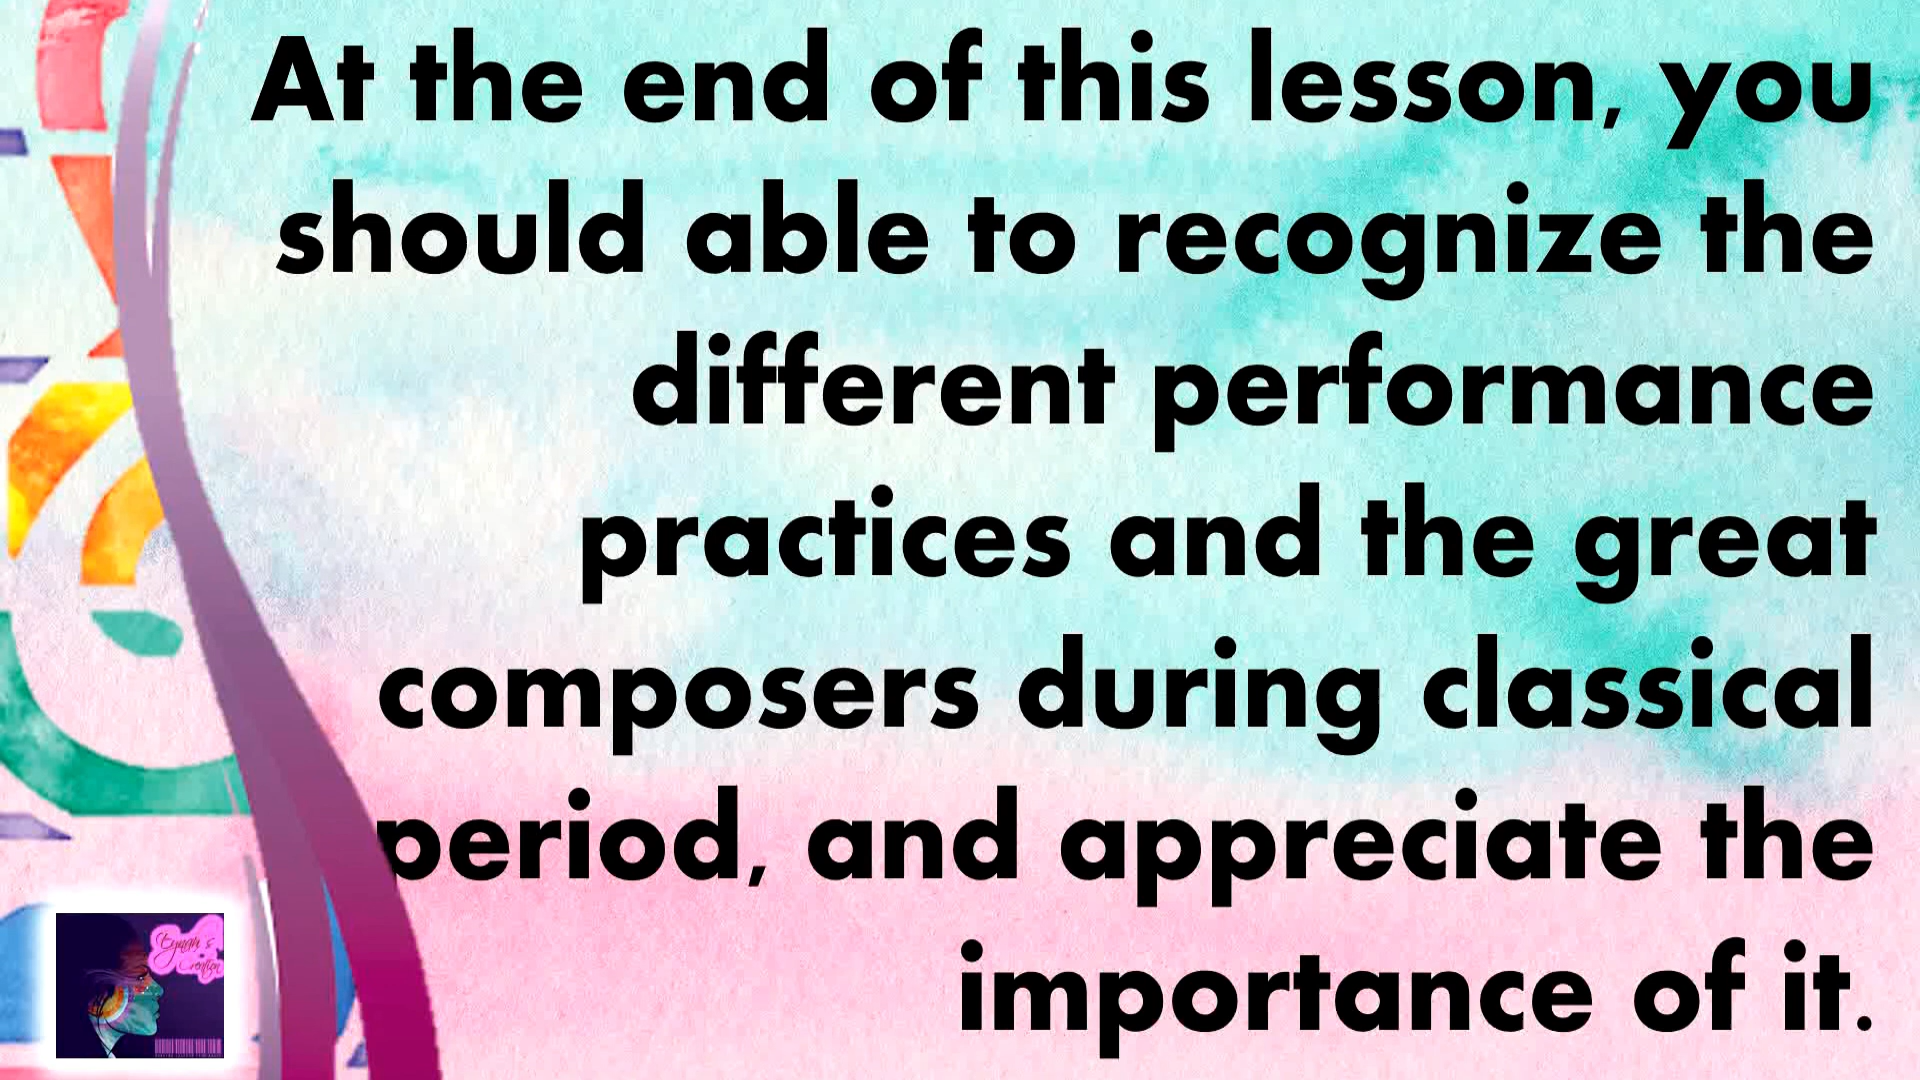 At the end of this lesson, you
should able to recognize the
different performance
practices and the great
composers during classical
period, and appreciate the
importance of it.
Creation